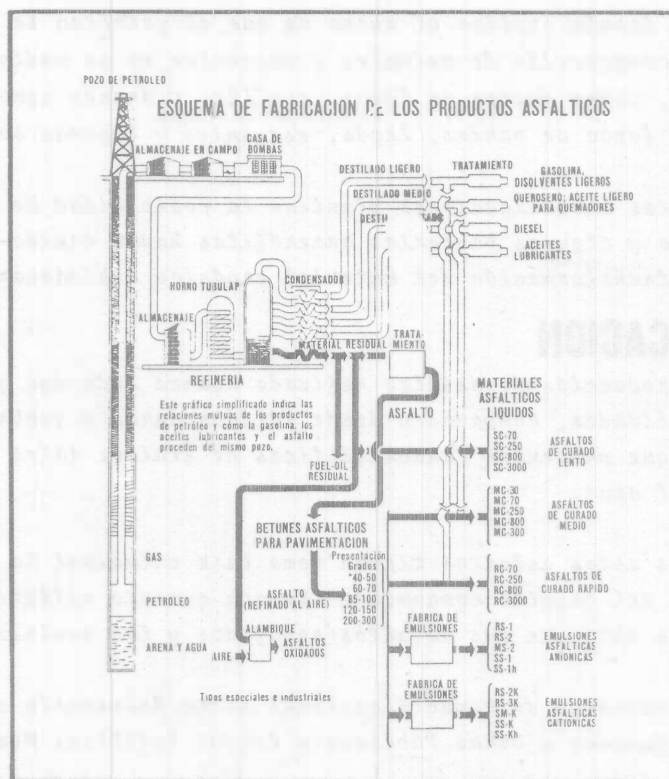 POZO DE PETROLEO
ESQUEMA DE FABRICACION DE LOS PRODUCTOS ASFALTICOS
ALMACENAJE EN CAMPO
CASA DE
BOMBAS
DESTILADO LIGERO
DESTILADO MEDIO
TRATAMIENTO
GASOLINA,
DISOLVENTES LIGEROS
QUEROSENO; ACEITE LIGERO
PARA QUEMADORES
DIESEL
ACEITES
LUBRICANTES
HORNO TUBULAR
CONDENSADOR
ALMACENAJE
MATERIAL RESIDUAL
TRATA-
MIENTO
REFINERIA
Este gráfico simplificado indica las
relaciones mutuas de los productos
de petróleo y cómo la gasolina, los
aceites lubricantes y el asfalto
proceden del mismo pozo.
ASFALTO
MATERIALES
ASFALTICOS
LIQUIDOS
FUEL-OIL
RESIDUAL
SC-70
SC-250
SC-800
SC-3000
ASFALTOS
DE CURADO
LENTO
MC-30
MC-70
MC-250
MC-800
MC-300
ASFALTOS
DE CURADO
MEDIO
BETUNES ASFALTICOS
PARA PAVIMENTACION
Presentación
Grados
*40-50
60-70
85-100
120-150
200-300
RC-70
RC-250
RC-800
RC-3000
ASFALTOS DE
CURADO RAPIDO
GAS
PETROLEO
ARENA Y AGUA
ASFALTO
(REFINADO AL AIRE)
ALAMBIQUE
AIRE
ASFALTOS
OXIDADOS
FABRICA DE
EMULSIONES
RS-1
RS-2
MS-2
SS-1
SS-1h
EMULSIONES
ASFALTICAS
ANIONICAS
Tipos especiales e industriales
FABRICA DE
EMULSIONES
RS-2K
RS-3K
SM-K
SS-K
SS-Kh
EMULSIONES
ASFALTICAS
CATIONICAS